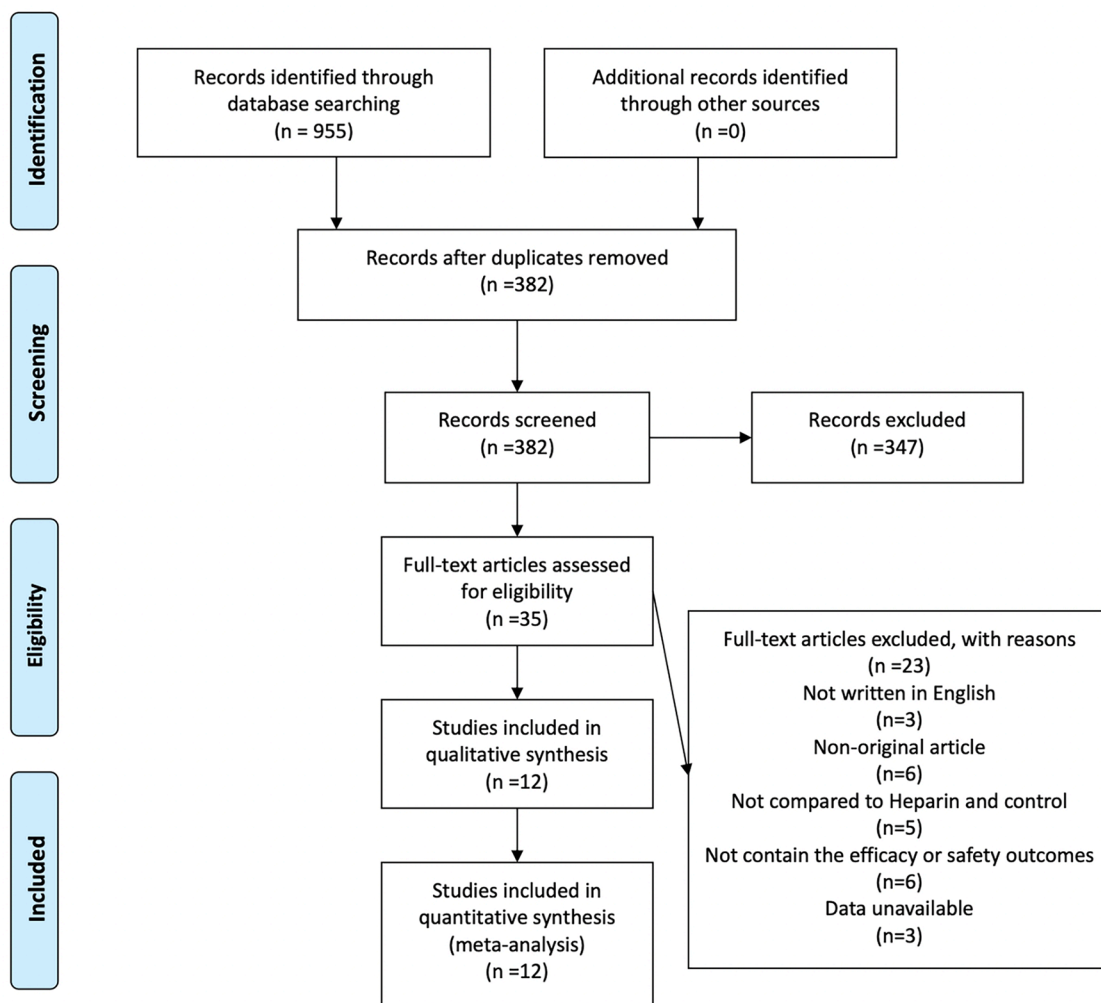 Identification
Records identified through
database searching
(n = 955)
Additional records identified
through other sources
(n =0)
Records after duplicates removed
(n =382)
Screening
Records screened
(n =382)
Records excluded
(n =347)
Eligibility
Full-text articles assessed
for eligibility
(n =35)
Full-text articles excluded, with reasons
(n =23)
Not written in English
(n=3)
Non-original article
(n=6)
Not compared to Heparin and control
(n=5)
Not contain the efficacy or safety outcomes
(n=6)
Data unavailable
(n=3)
Studies included in
qualitative synthesis
(n =12)
Included
Studies included in
quantitative synthesis
(meta-analysis)
(n =12)